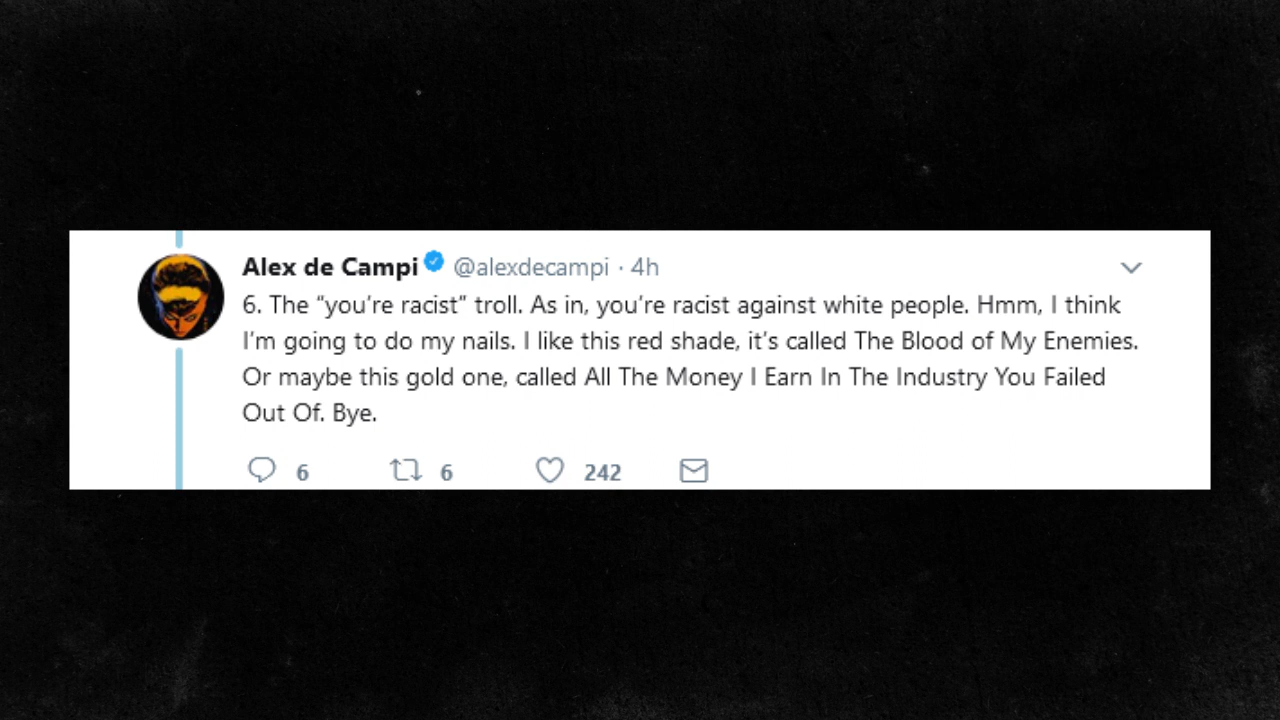 Alex de Campi @alexdecampi · 4h
6. The “you’re racist” troll. As in, you’re racist against white people. Hmm, I think
I’m going to do my nails. I like this red shade, it’s called The Blood of My Enemies.
Or maybe this gold one, called All The Money I Earn In The Industry You Failed
Out Of. Bye.
6 6 242